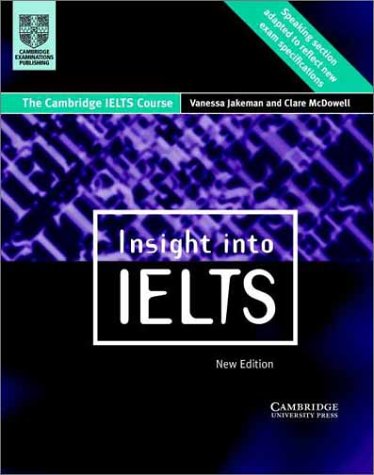 CAMBRIDGE
EXAMINATIONS
PUBLISHING
Speaking section
adapted to reflect new
exam specifications
The Cambridge IELTS Course
Vanessa Jakeman and Clare McDowell
Insight into
IELTS
New Edition
CAMBRIDGE
UNIVERSITY PRESS